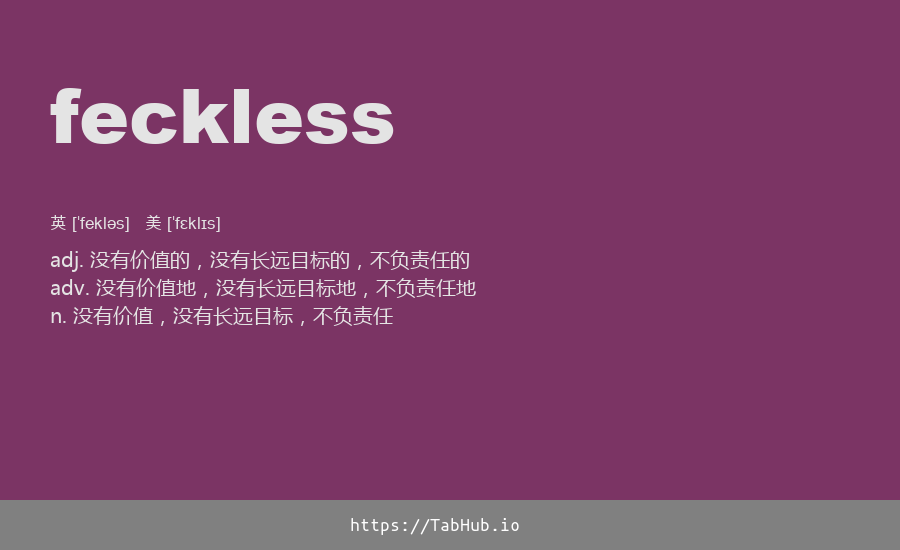 feckless
英 [ˈfekləs] 美 [ˈfɛklɪs]
adj. 没有价值的，没有长远目标的，不负责任的
adv. 没有价值地，没有长远目标地，不负责任地
n. 没有价值，没有长远目标，不负责任
https://TabHub.io